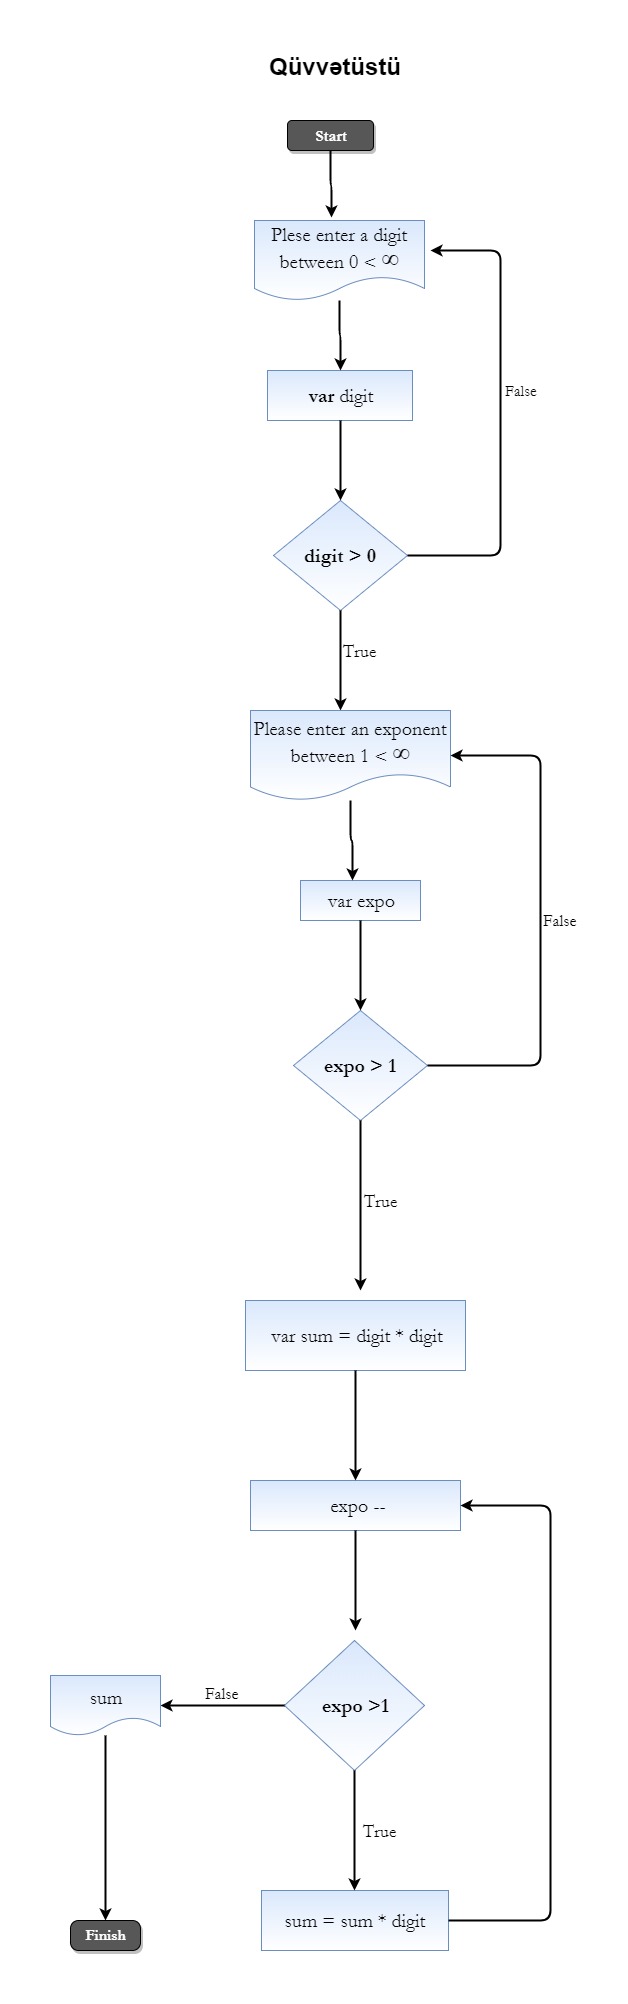 Qüvvətüstü
Start
Plese enter a digit
between 0 < ∞
False
var digit
digit > 0
True
Please enter an exponent
between 1 < ∞
var expo
False
expo > 1
True
var sum = digit * digit
expo --
sum
False
expo >1
True
sum = sum * digit
Finish